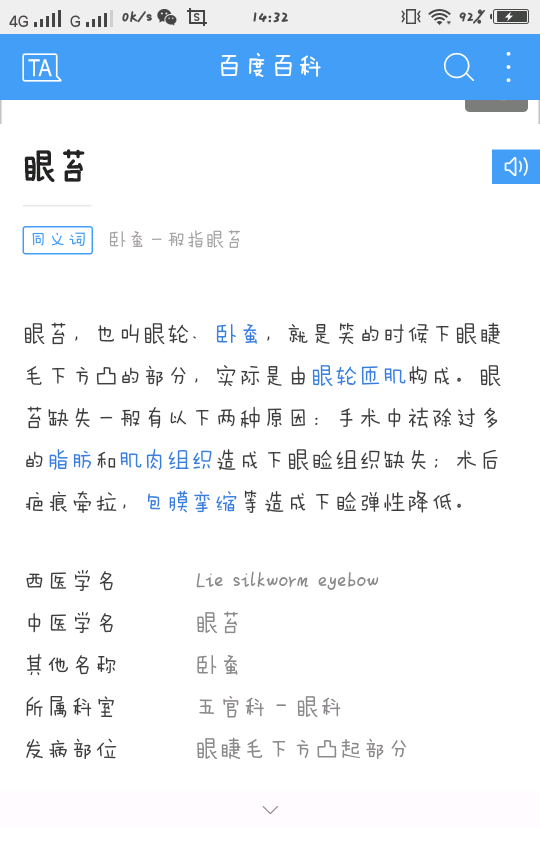 4G G 0k/s 14:32 92%
TA 百度百科
眼苔
同义词 卧蚕一般指眼苔
眼苔，也叫眼轮、卧蚕，就是笑的时候下眼睫
毛下方凸的部分，实际是由眼轮匝肌构成。眼
苔缺失一般有以下两种原因：手术中祛除过多
的脂肪和肌肉组织造成下眼睑组织缺失；术后
疤痕牵拉，包膜挛缩等造成下睑弹性降低。
西医学名 Lie silkworm eyebow
中医学名 眼苔
其他名称 卧蚕
所属科室 五官科 - 眼科
发病部位 眼睫毛下方凸起部分